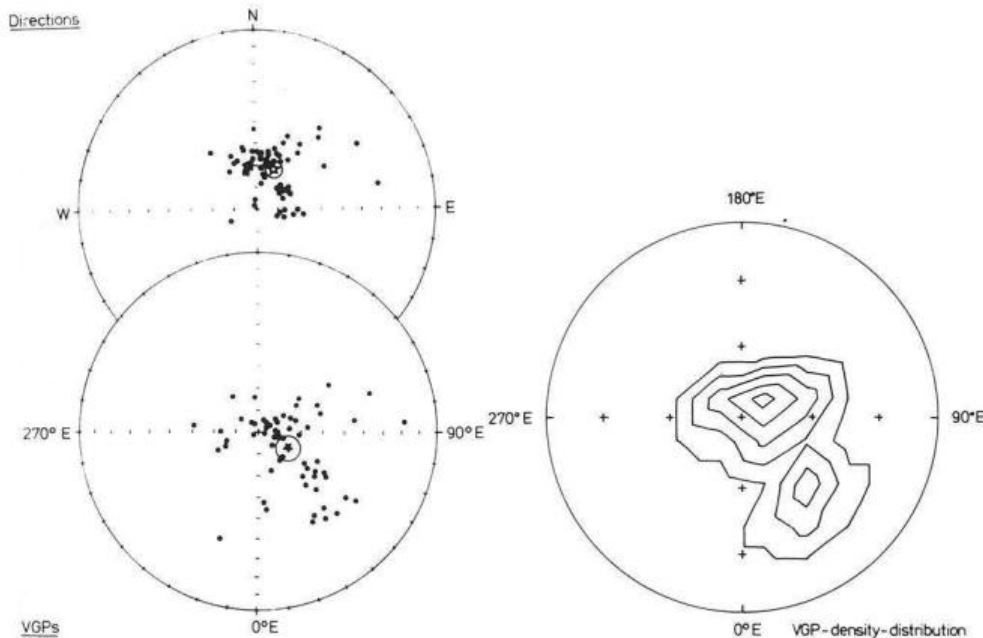 Directions
N
W
E
180°E
270° E
90°E
270°E
90°E
VGPs
0°E
0°E
VGP-density-distribution